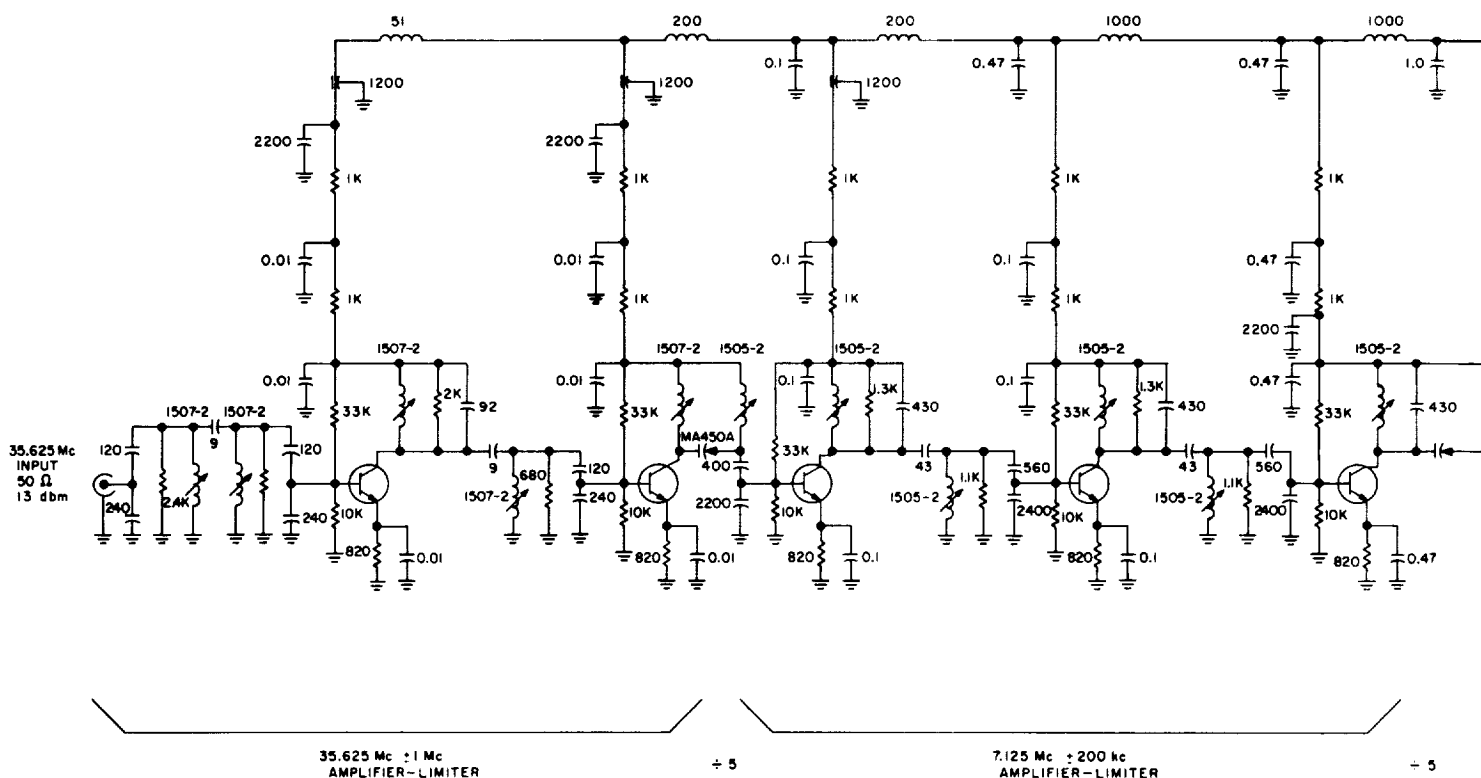 51
200
200
1000
1000
0.1
0.47
0.47
1.0
1200
1200
1200
2200
2200
1K
1K
1K
1K
1K
0.01
0.01
0.1
0.1
0.47
1K
1K
1K
1K
1K
2200
1507-2
1507-2
1505-2
1505-2
1505-2
1505-2
0.01
0.01
0.1
0.1
0.47
2K
92
1.3K
430
1.3K
430
430
33K
33K
33K
33K
33K
1507-2
1507-2
35.625 Mc
INPUT
50 Ω
13 dbm
120
9
120
9
120
MA450A
400
43
560
43
560
240
2.4K
240
10K
1507-2
680
240
10K
2200
10K
1505-2
1.1K
2400
10K
1505-2
1.1K
2400
10K
820
0.01
820
0.01
820
0.1
820
0.1
820
0.47
35.625 Mc ±1 Mc
AMPLIFIER-LIMITER
÷ 5
7.125 Mc ±200 kc
AMPLIFIER-LIMITER
÷ 5